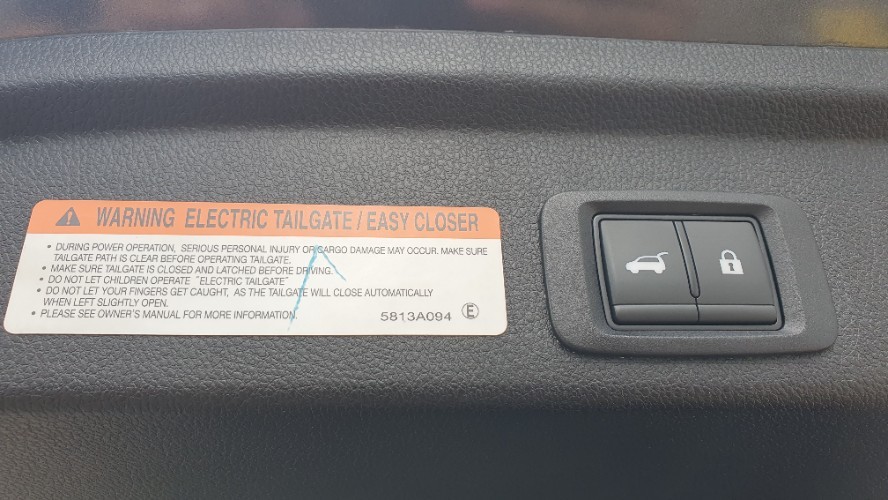 WARNING ELECTRIC TAILGATE / EASY CLOSER
• DURING POWER OPERATION, SERIOUS PERSONAL INJURY OR CARGO DAMAGE MAY OCCUR. MAKE SURE
TAILGATE PATH IS CLEAR BEFORE OPERATING TAILGATE.
• MAKE SURE TAILGATE IS CLOSED AND LATCHED BEFORE DRIVING.
• DO NOT LET CHILDREN OPERATE "ELECTRIC TAILGATE"
• DO NOT LET YOUR FINGERS GET CAUGHT, AS THE TAILGATE WILL CLOSE AUTOMATICALLY
WHEN LEFT SLIGHTLY OPEN.
• PLEASE SEE OWNER'S MANUAL FOR MORE INFORMATION.
5813A094 Ⓔ